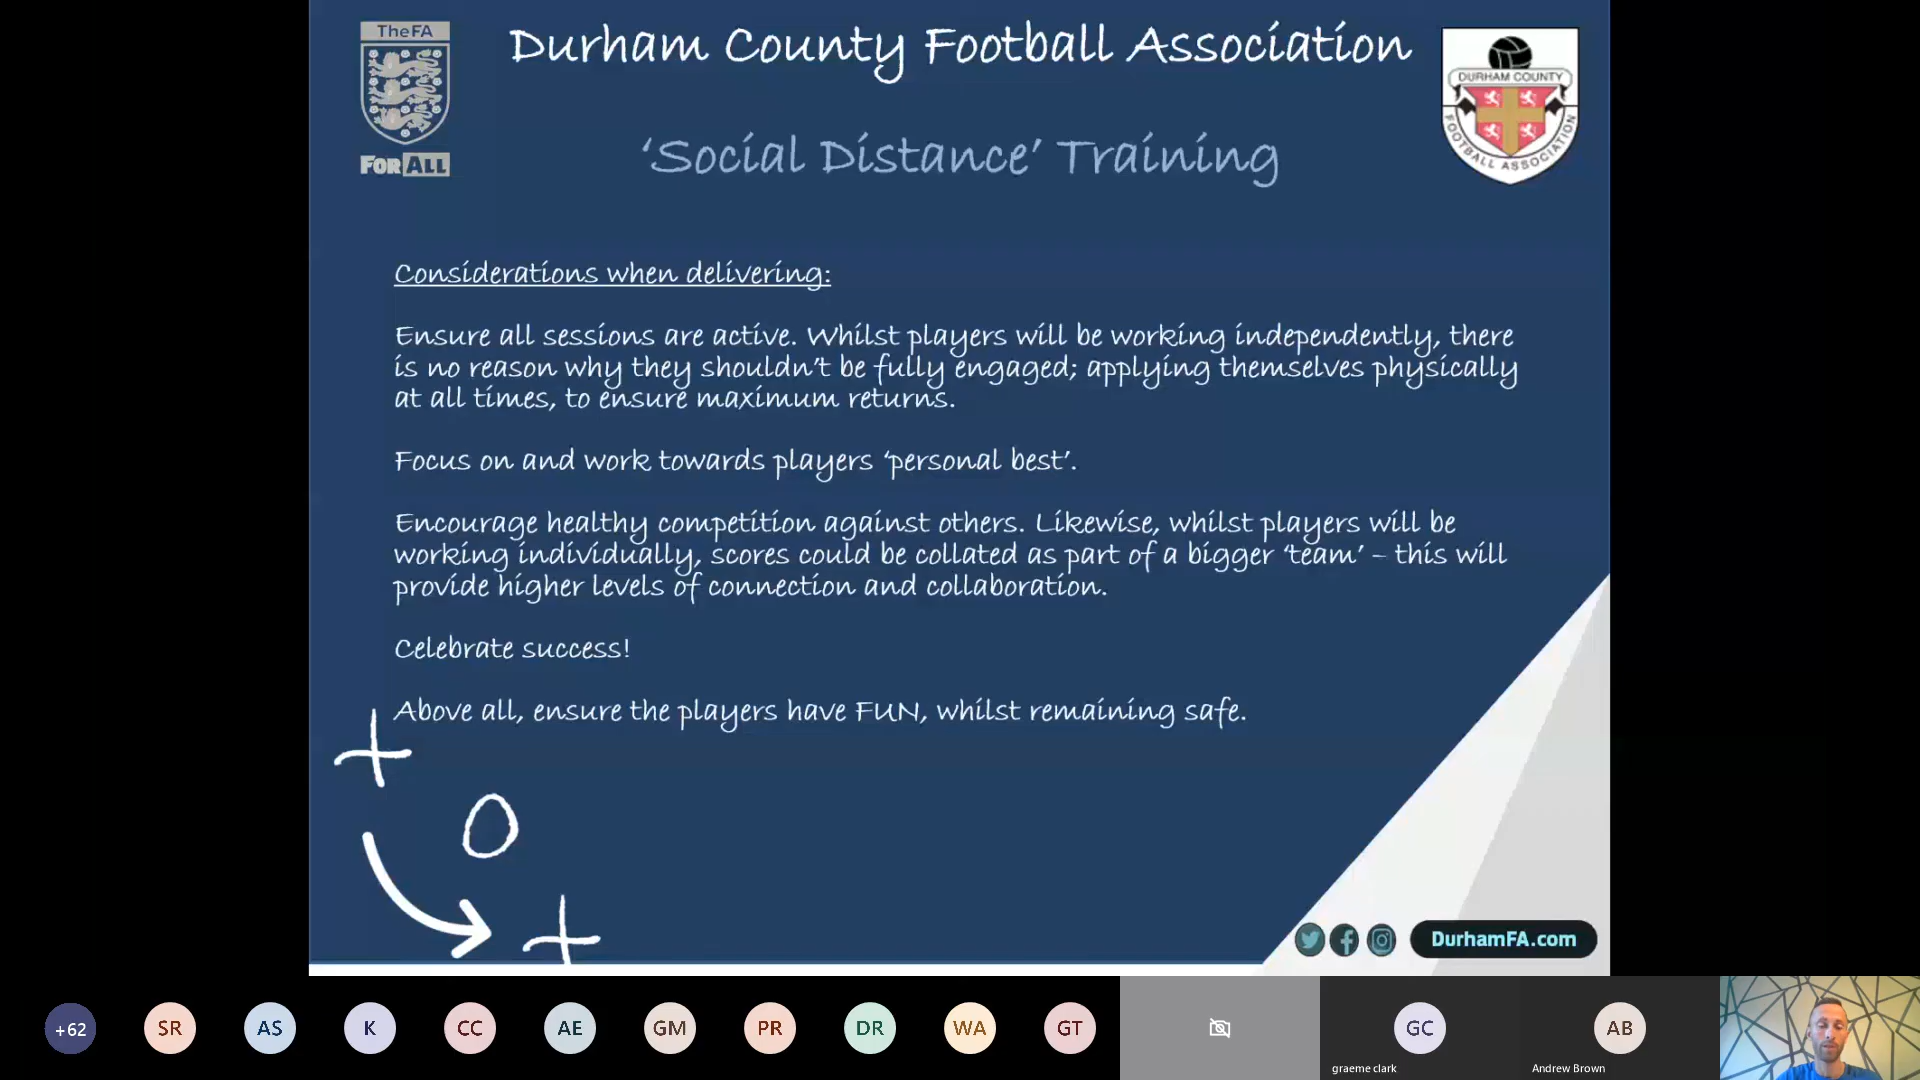 TheFA
FOR ALL
Durham County Football Association
DURHAM COUNTY
FOOTBALL ASSOCIATION
‘Social Distance’ Training
Considerations when delivering:
Ensure all sessions are active. Whilst players will be working independently, there
is no reason why they shouldn’t be fully engaged; applying themselves physically
at all times, to ensure maximum returns.
Focus on and work towards players ‘personal best’.
Encourage healthy competition against others. Likewise, whilst players will be
working individually, scores could be collated as part of a bigger ‘team’ – this will
provide higher levels of connection and collaboration.
Celebrate success!
Above all, ensure the players have FUN, whilst remaining safe.
DurhamFA.com
+62
SR
AS
K
CC
AE
GM
PR
DR
WA
GT
GC
AB
graeme clark
Andrew Brown